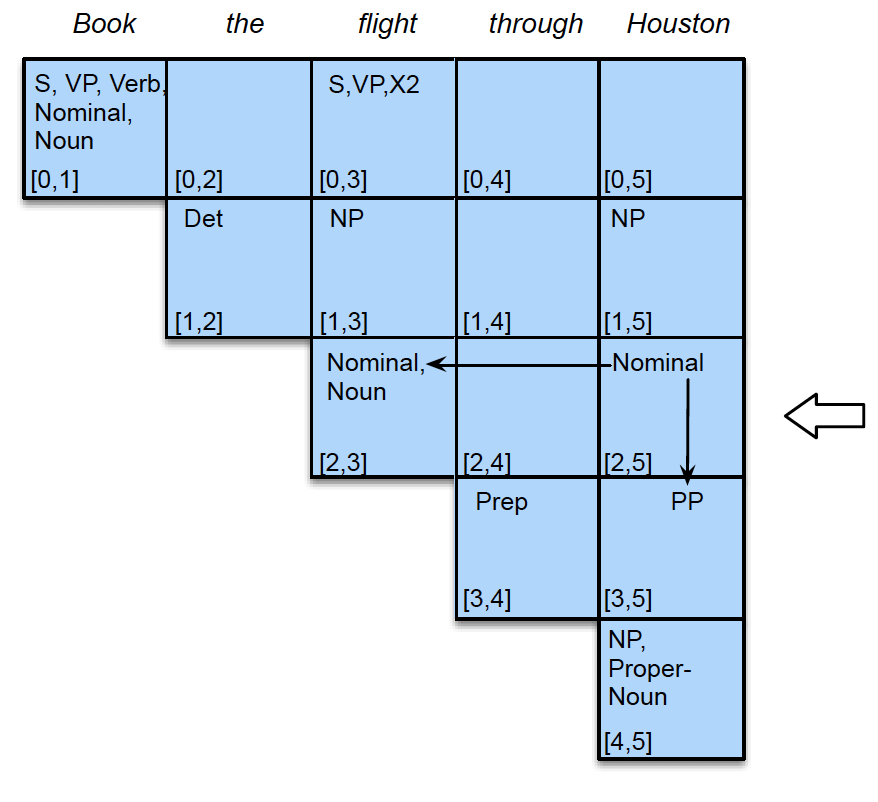 Book the flight through Houston
S, VP, Verb, S,VP,X2
Nominal,
Noun
[0,1] [0,2] [0,3] [0,4] [0,5]
Det NP NP
[1,2] [1,3] [1,4] [1,5]
Nominal, Nominal
Noun
[2,3] [2,4] [2,5]
Prep PP
[3,4] [3,5]
NP,
Proper-
Noun
[4,5]